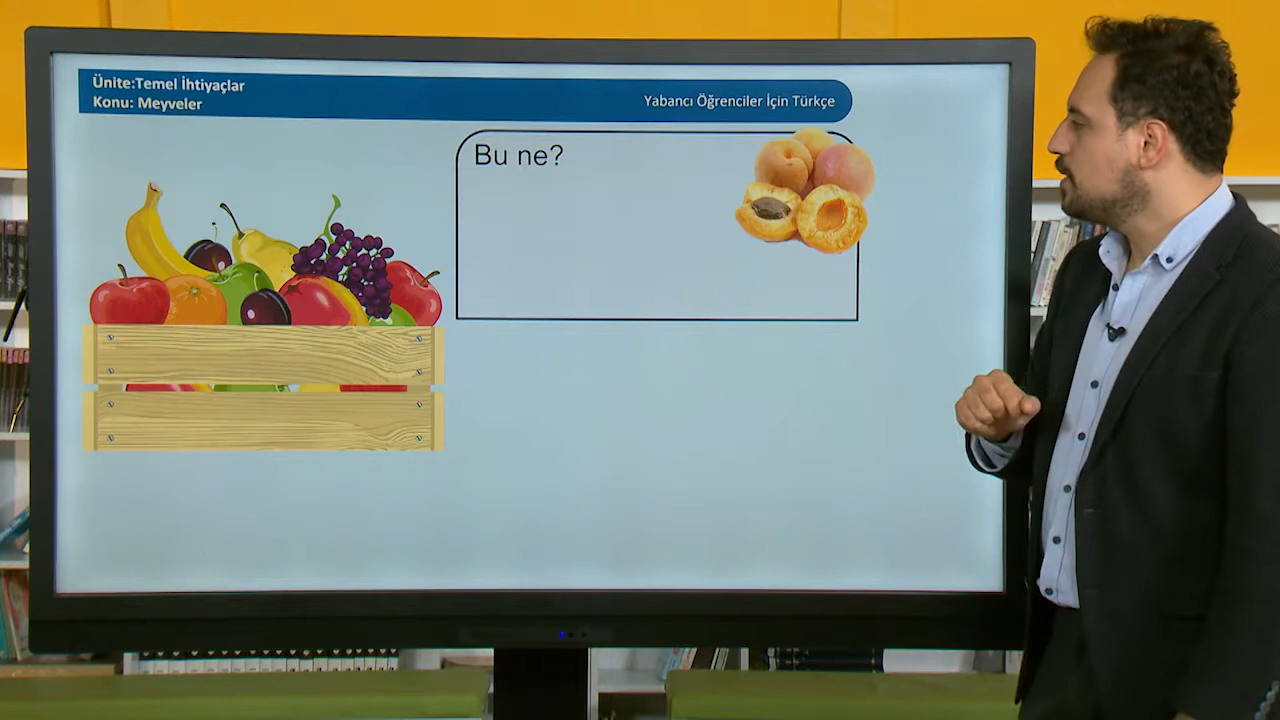 Ünite:Temel İhtiyaçlar
Konu: Meyveler
Yabancı Öğrenciler İçin Türkçe
Bu ne?